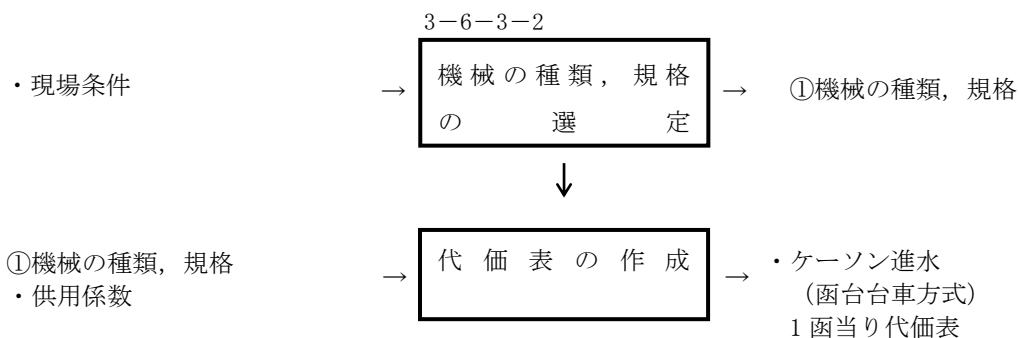 3-6-3-2
・現場条件
→
機械の種類，規格
の選定
→
①機械の種類，規格
↓
①機械の種類，規格
・供用係数
→
代価表の作成
→
・ケーソン進水
（函台台車方式）
1函当り代価表